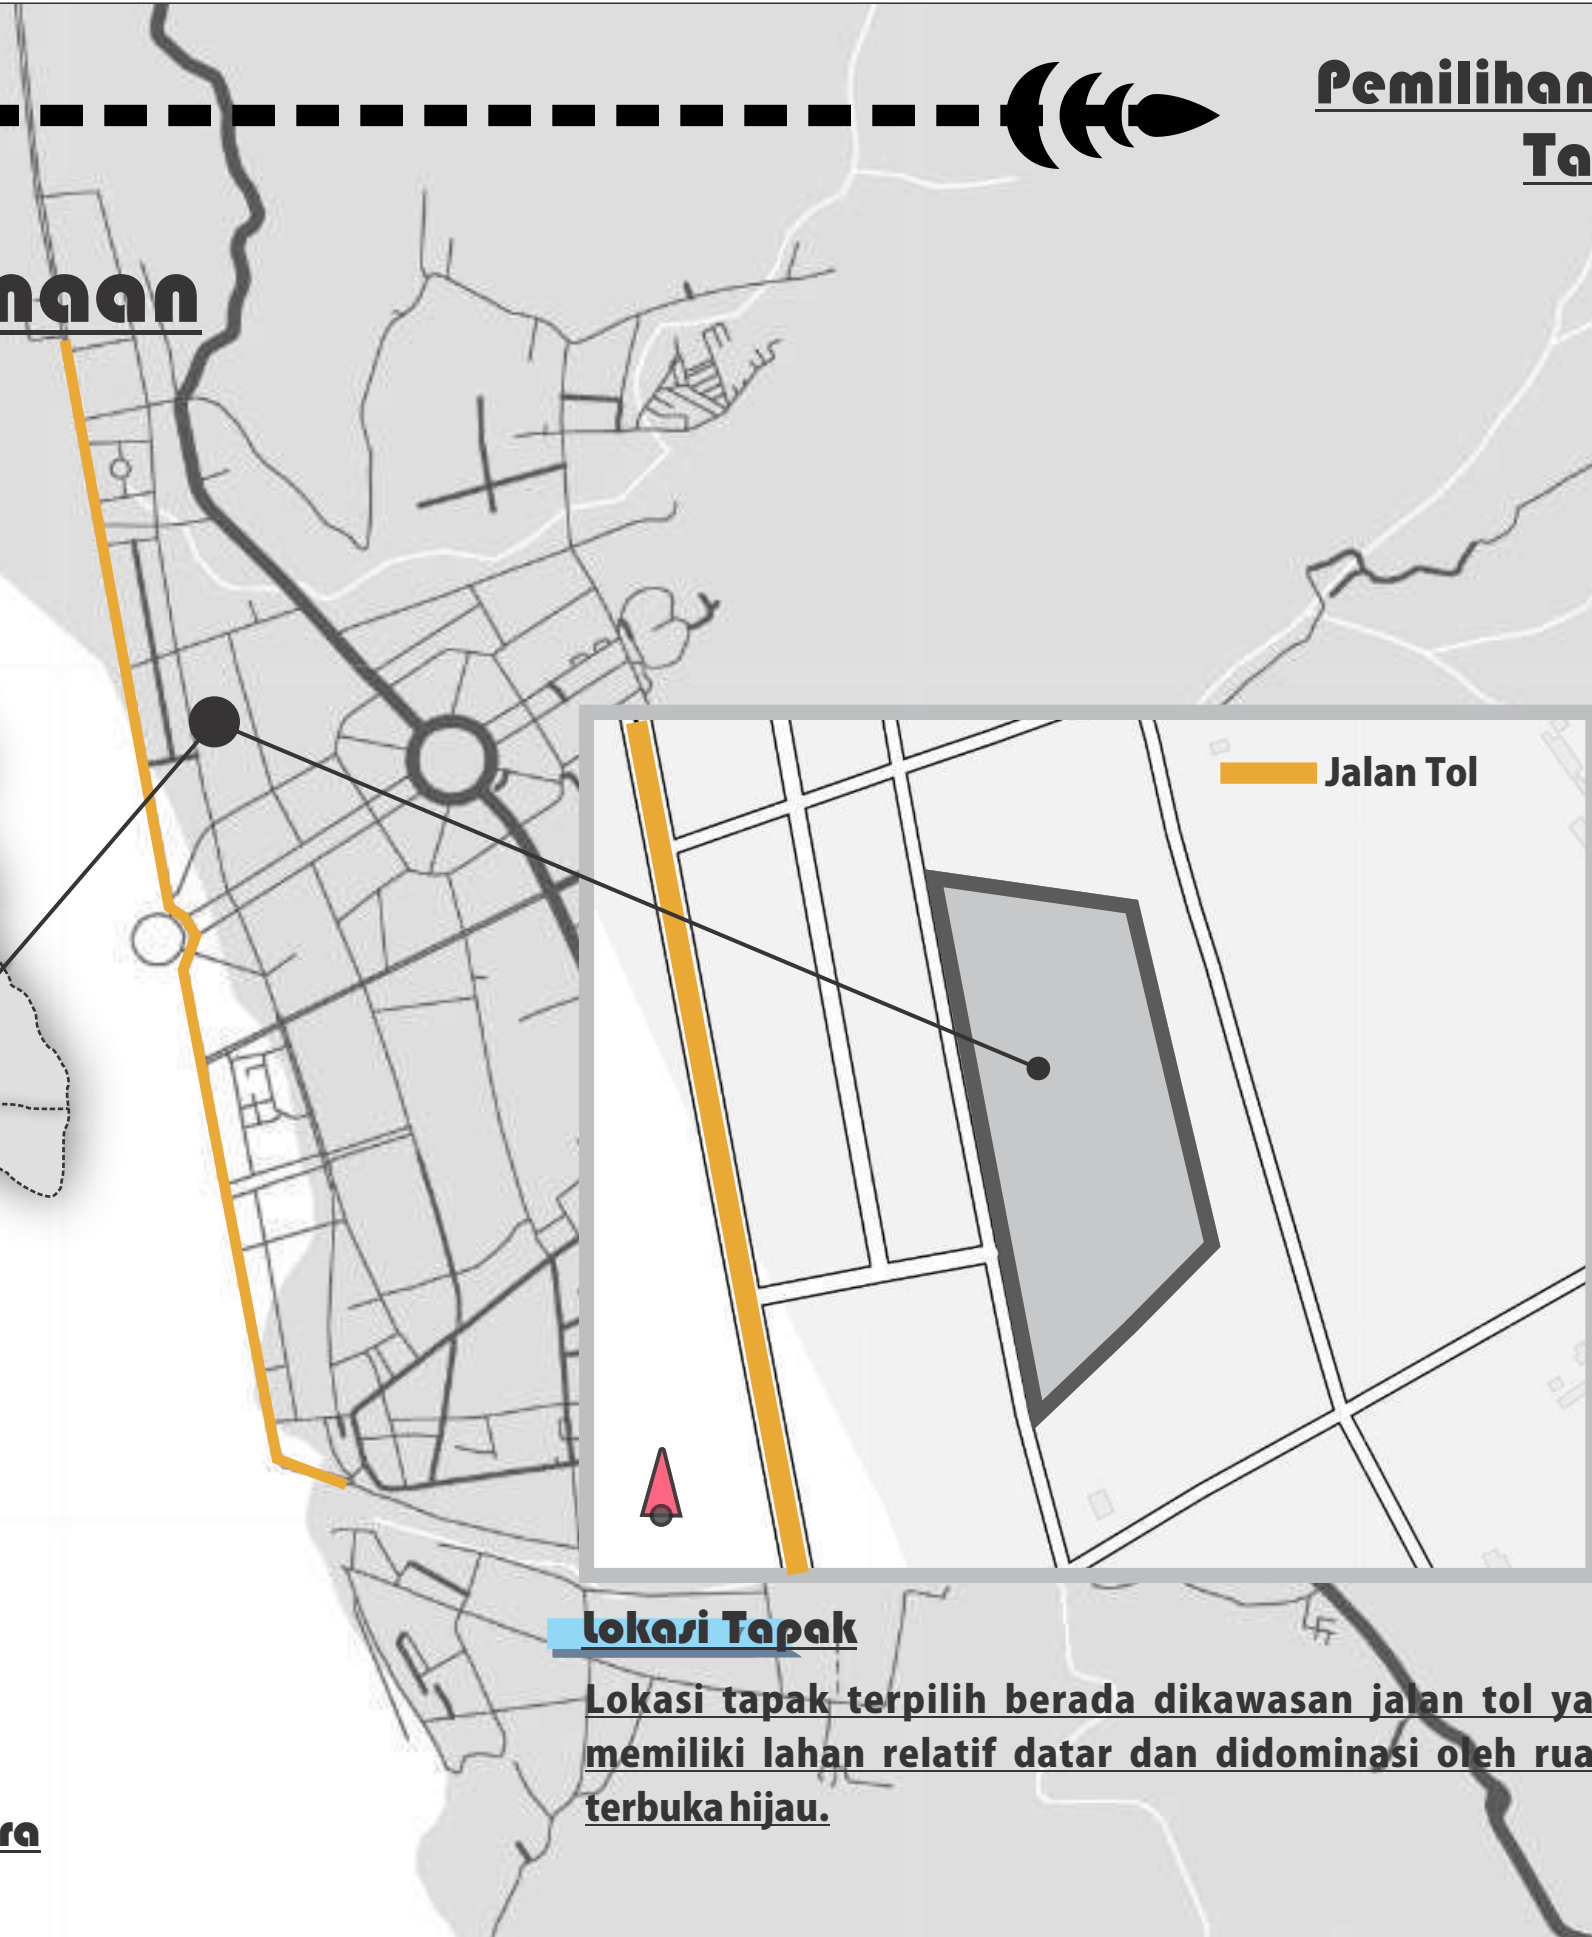 Pemilihan
Ta
naan
Jalan Tol
Lokasi Tapak
Lokasi tapak terpilih berada dikawasan jalan tol ya
memiliki lahan relatif datar dan didominasi oleh rua
terbuka hijau.
ra